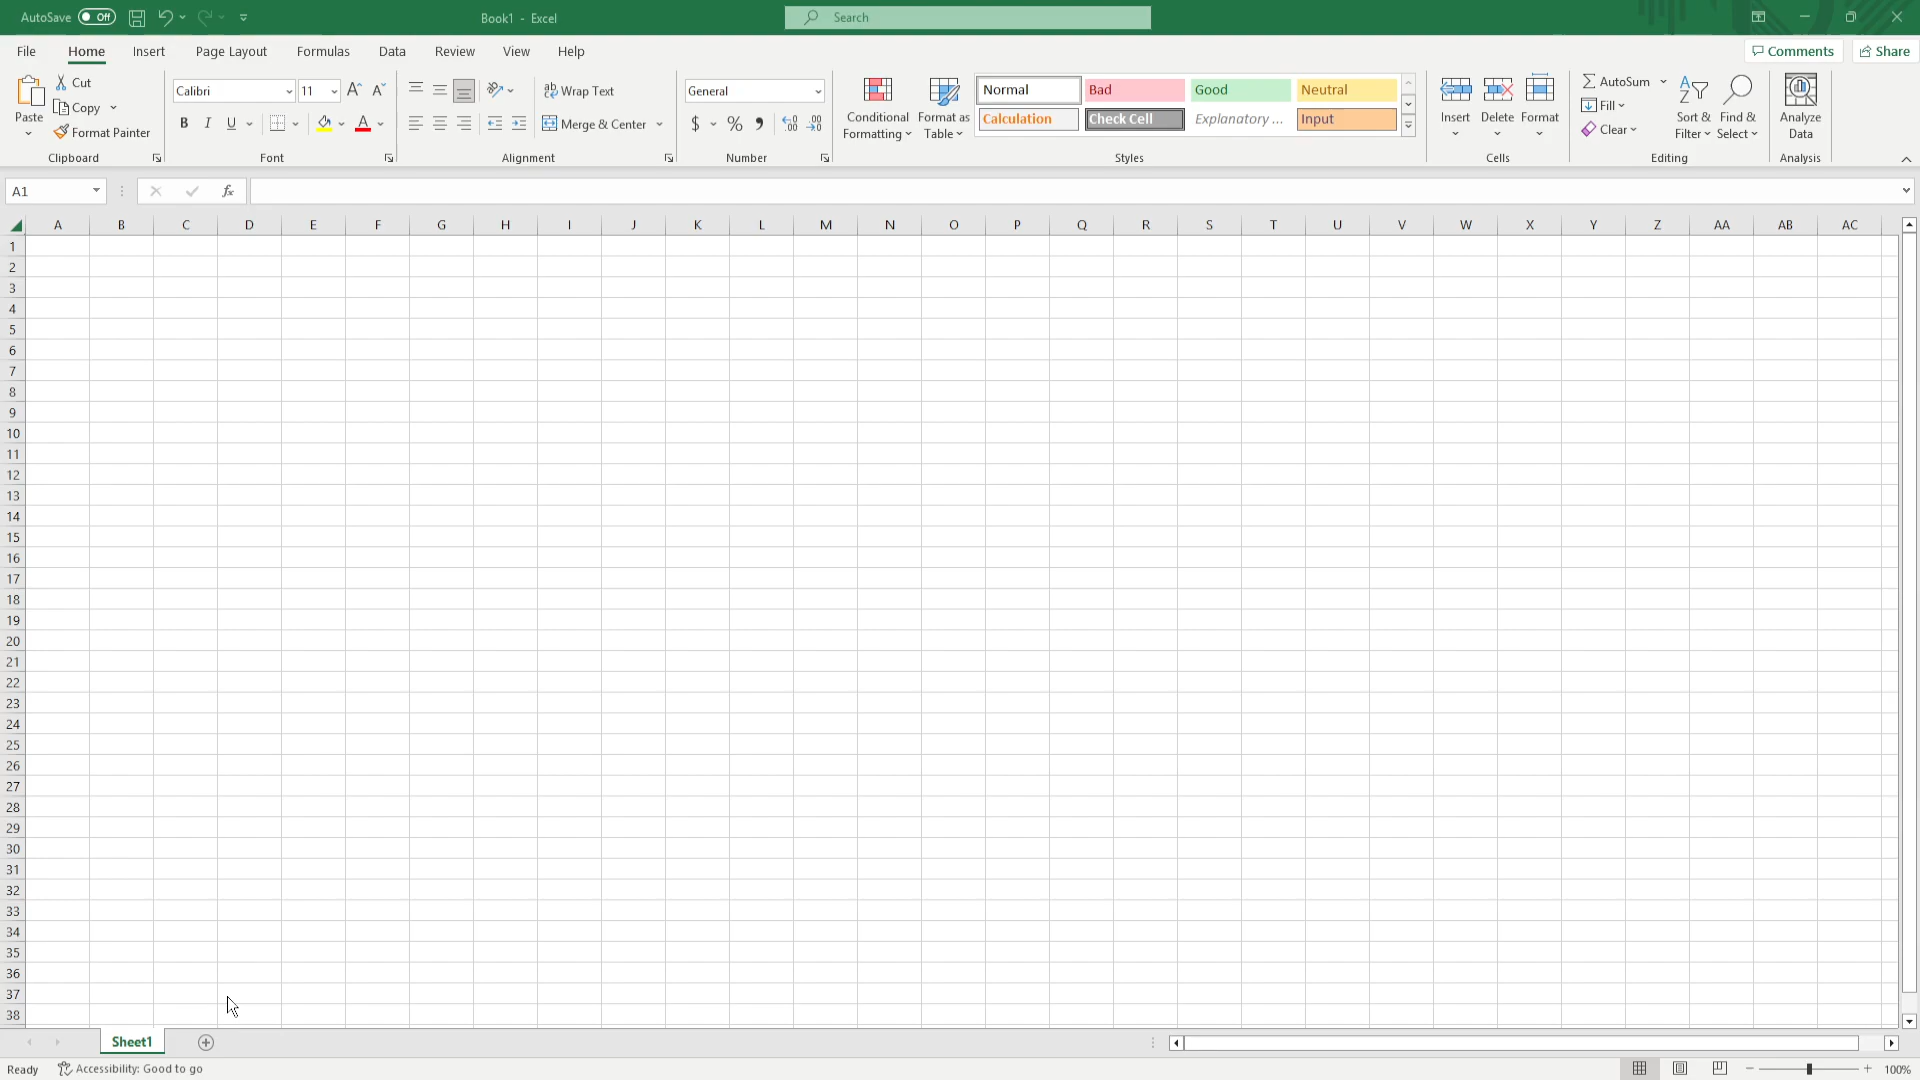 AutoSave Off Book1 - Excel Search
File Home Insert Page Layout Formulas Data Review View Help Comments Share
Paste Cut Copy Format Painter
Clipboard
Calibri 11
B I U
Font
Wrap Text
Merge & Center
Alignment
General
$ %
Number
Conditional Formatting
Format as Table
Normal Bad Good Neutral
Calculation Check Cell Explanatory ... Input
Styles
Insert Delete Format
Cells
AutoSum
Fill
Clear
Sort & Filter
Find & Select
Editing
Analyze Data
Analysis
A1 fx
A B C D E F G H I J K L M N O P Q R S T U V W X Y Z AA AB AC
1
2
3
4
5
6
7
8
9
10
11
12
13
14
15
16
17
18
19
20
21
22
23
24
25
26
27
28
29
30
31
32
33
34
35
36
37
38
Sheet1
Ready Accessibility: Good to go 100%